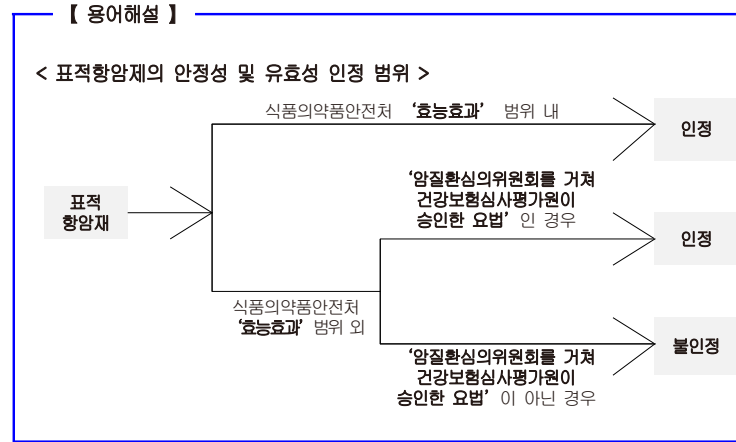 【 용어해설 】
< 표적항암제의 안정성 및 유효성 인정 범위 >
식품의약품안전처 ‘효능효과’ 범위 내
인정
‘암질환심의위원회를 거쳐
건강보험심사평가원이
승인한 요법’ 인 경우
표적
항암재
인정
식품의약품안전처
‘효능효과’ 범위 외
불인정
‘암질환심의위원회를 거쳐
건강보험심사평가원이
승인한 요법’ 이 아닌 경우